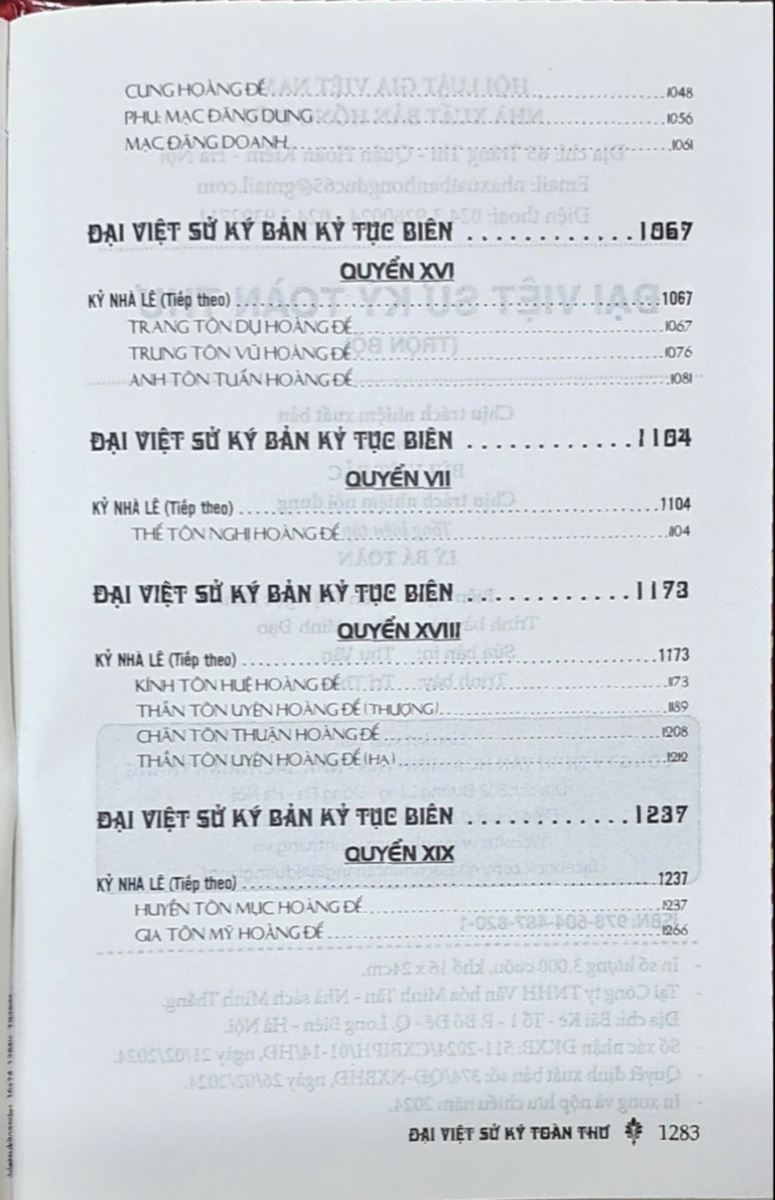 CUNG HOÀNG ĐẾ 1048
PHỤ: MẠC ĐĂNG DUNG 1056
MẠC ĐĂNG DOANH 1061
ĐẠI VIỆT SỬ KÝ BẢN KỶ TỤC BIÊN . . . . . . . . . . . . 1067
QUYỂN XVI
KỶ NHÀ LÊ (Tiếp theo) 1067
TRANG TÔN DỤ HOÀNG ĐẾ 1067
TRUNG TÔN VŨ HOÀNG ĐẾ 1076
ANH TÔN TUẤN HOÀNG ĐẾ 1081
ĐẠI VIỆT SỬ KÝ BẢN KỶ TỤC BIÊN . . . . . . . . . . . . 1104
QUYỂN VII
KỶ NHÀ LÊ (Tiếp theo) 1104
THẾ TÔN NGHỊ HOÀNG ĐẾ 1104
ĐẠI VIỆT SỬ KÝ BẢN KỶ TỤC BIÊN . . . . . . . . . . . . 1173
QUYỂN XVIII
KỶ NHÀ LÊ (Tiếp theo) 1173
KÍNH TÔN HUỆ HOÀNG ĐẾ 1173
THẦN TÔN UYÊN HOÀNG ĐẾ (THƯỢNG) 1189
CHÂN TÔN THUẬN HOÀNG ĐẾ 1208
THẦN TÔN UYÊN HOÀNG ĐẾ (HẠ) 1212
ĐẠI VIỆT SỬ KÝ BẢN KỶ TỤC BIÊN . . . . . . . . . . . . 1237
QUYỂN XIX
KỶ NHÀ LÊ (Tiếp theo) 1237
HUYỀN TÔN MỤC HOÀNG ĐẾ 1237
GIA TÔN MỸ HOÀNG ĐẾ 1266
ĐẠI VIỆT SỬ KÝ TOÀN THƯ 1283